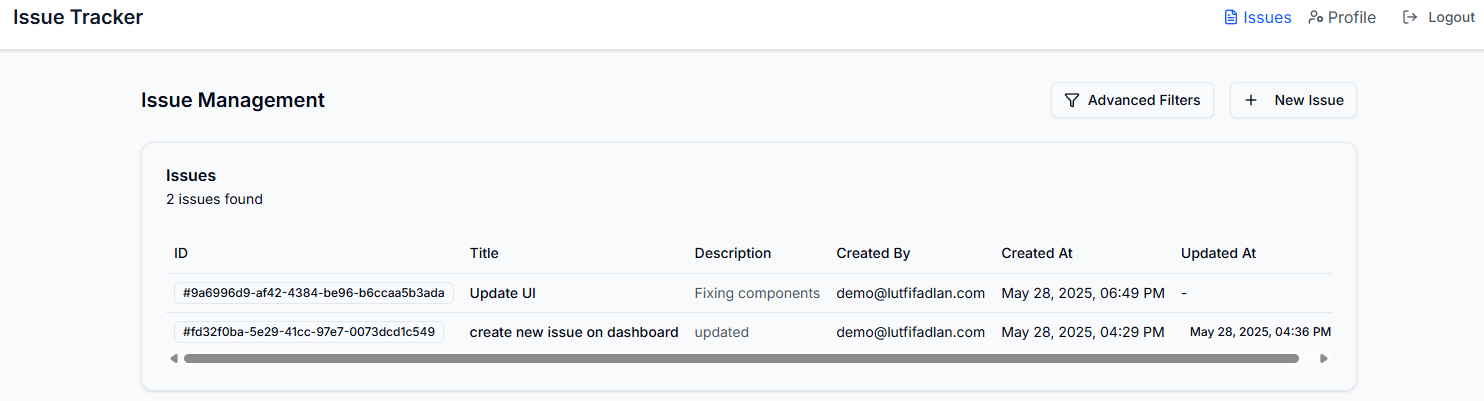 Issue Tracker Issues Profile Logout
Issue Management Advanced Filters + New Issue
Issues
2 issues found
ID Title Description Created By Created At Updated At
#9a6996d9-af42-4384-be96-b6ccaa5b3ada Update UI Fixing components demo@lutfifadlan.com May 28, 2025, 06:49 PM -
#fd32f0ba-5e29-41cc-97e7-0073dcd1c549 create new issue on dashboard updated demo@lutfifadlan.com May 28, 2025, 04:29 PM May 28, 2025, 04:36 PM